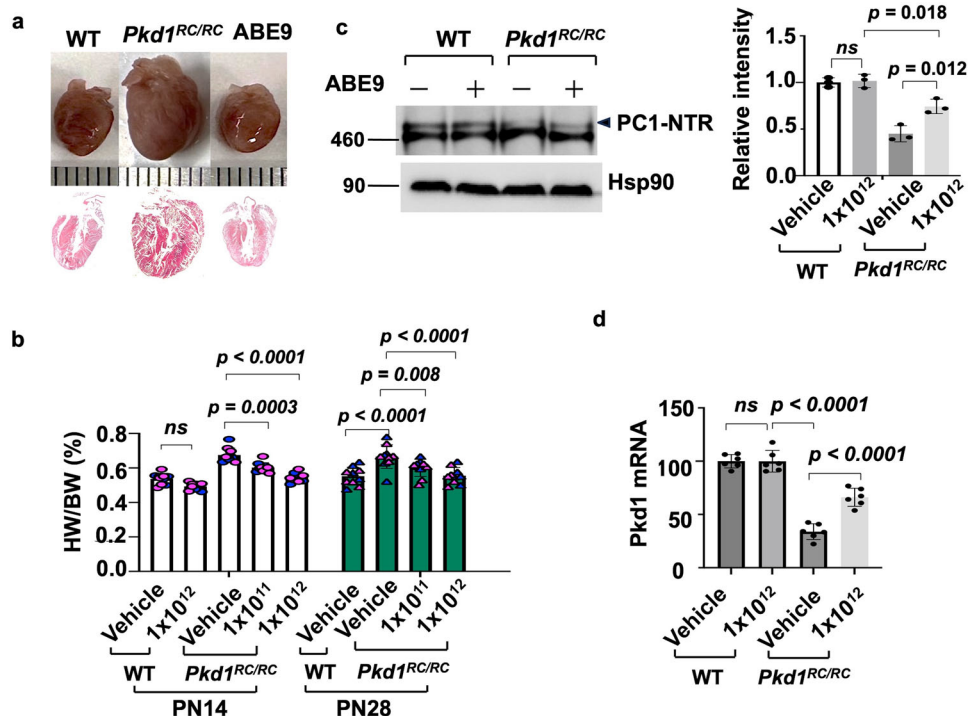 a
WT Pkd1RC/RC ABE9
c
WT Pkd1RC/RC
ABE9 – + – +
460 PC1-NTR
90 Hsp90
p = 0.018
ns p = 0.012
Relative intensity
1.5
1.0
0.5
0.0
Vehicle 1x10¹² Vehicle 1x10¹²
WT Pkd1RC/RC
b
p < 0.0001 p < 0.0001
p = 0.008
ns p = 0.0003 p < 0.0001
HW/BW (%)
0.8
0.6
0.4
0.2
0.0
Vehicle 1x10¹² Vehicle 1x10¹¹ 1x10¹² Vehicle Vehicle 1x10¹¹ 1x10¹²
WT Pkd1RC/RC WT Pkd1RC/RC
PN14 PN28
d
ns p < 0.0001
p < 0.0001
Pkd1 mRNA
150
100
50
0
Vehicle 1x10¹² Vehicle 1x10¹²
WT Pkd1RC/RC